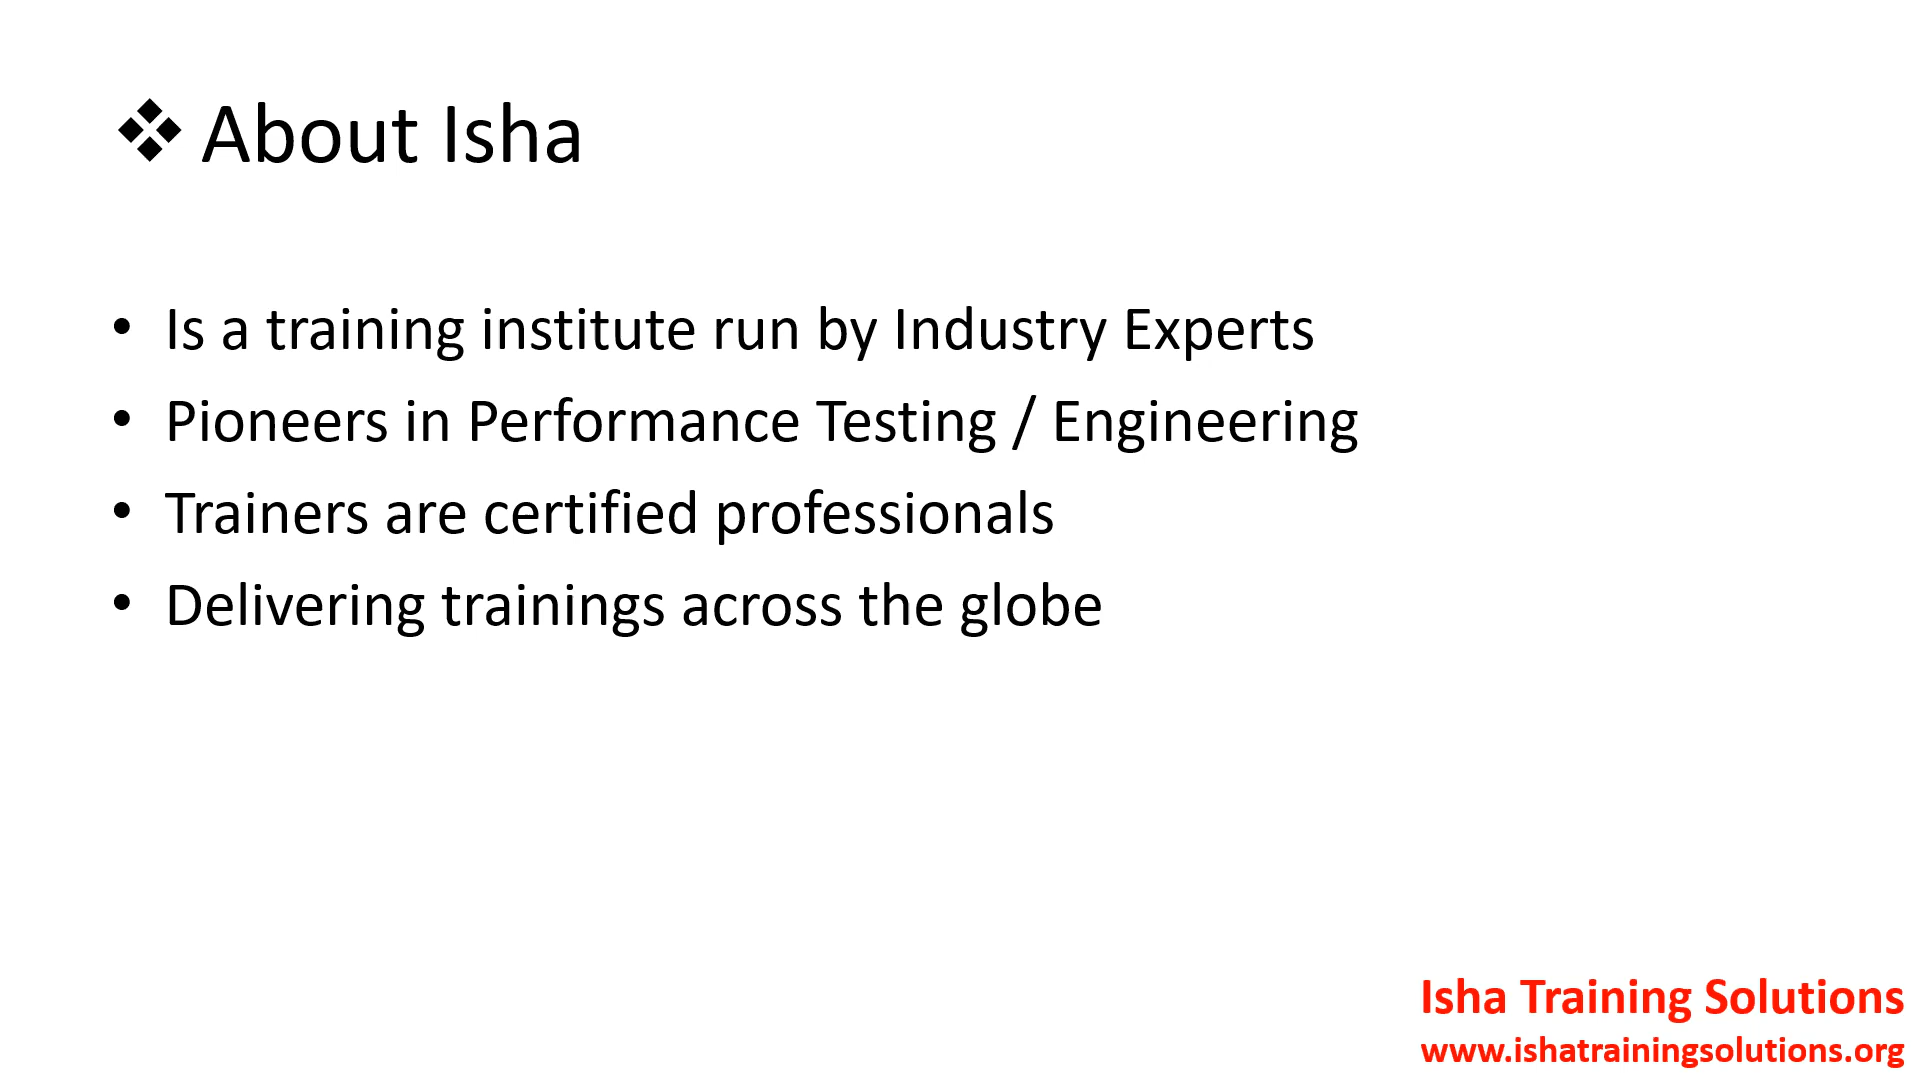 ❖ About Isha
• Is a training institute run by Industry Experts
• Pioneers in Performance Testing / Engineering
• Trainers are certified professionals
• Delivering trainings across the globe
Isha Training Solutions
www.ishatrainingsolutions.org